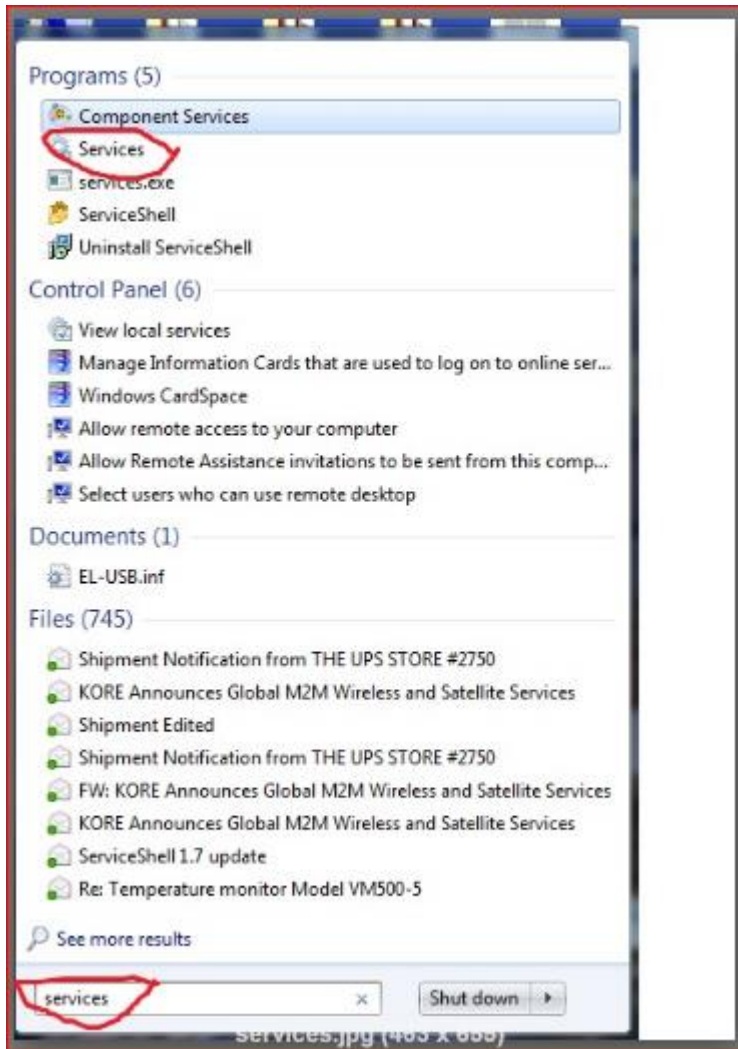 Programs (5)
Component Services
Services
services.exe
ServiceShell
Uninstall ServiceShell
Control Panel (6)
View local services
Manage Information Cards that are used to log on to online ser...
Windows CardSpace
Allow remote access to your computer
Allow Remote Assistance invitations to be sent from this comp...
Select users who can use remote desktop
Documents (1)
EL-USB.inf
Files (745)
Shipment Notification from THE UPS STORE #2750
KORE Announces Global M2M Wireless and Satellite Services
Shipment Edited
Shipment Notification from THE UPS STORE #2750
FW: KORE Announces Global M2M Wireless and Satellite Services
KORE Announces Global M2M Wireless and Satellite Services
ServiceShell 1.7 update
Re: Temperature monitor Model VM500-5
See more results
services × Shut down
services.jpg